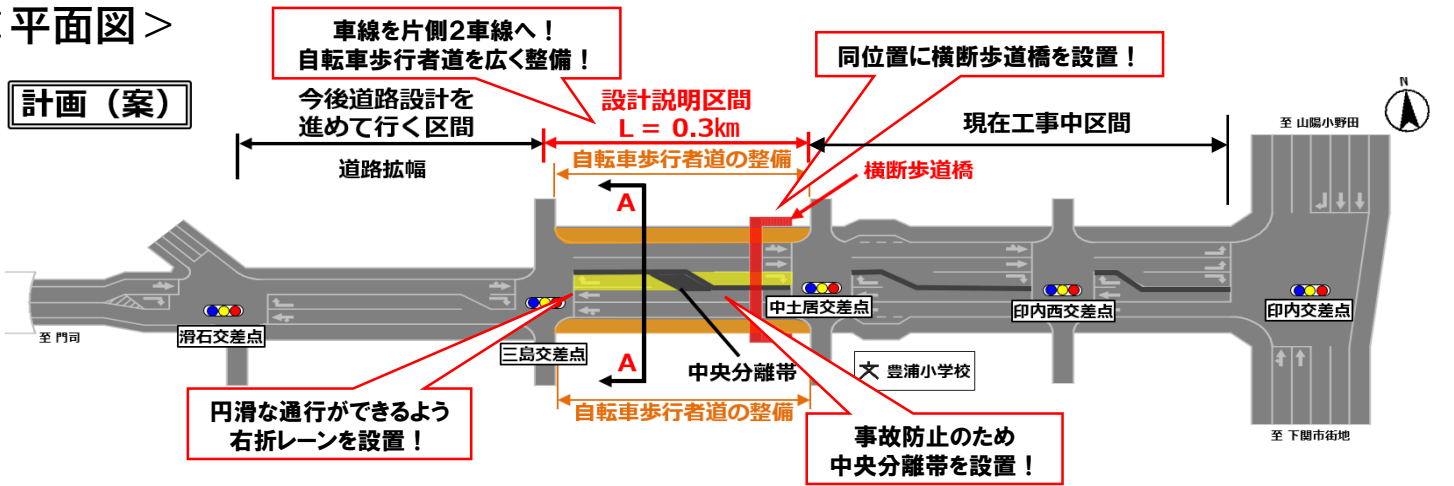 平面図＞
計画（案）
車線を片側2車線へ！
自転車歩行者道を広く整備！
同位置に横断歩道橋を設置！
今後道路設計を
進めて行く区間
設計説明区間
L = 0.3㎞
現在工事中区間
N
至 山陽小野田
道路拡幅
自転車歩行者道の整備
横断歩道橋
A
至 門司
滑石交差点
三島交差点
中土居交差点
印内西交差点
印内交差点
A
中央分離帯
文 豊浦小学校
自転車歩行者道の整備
円滑な通行ができるよう
右折レーンを設置！
事故防止のため
中央分離帯を設置！
至 下関市街地